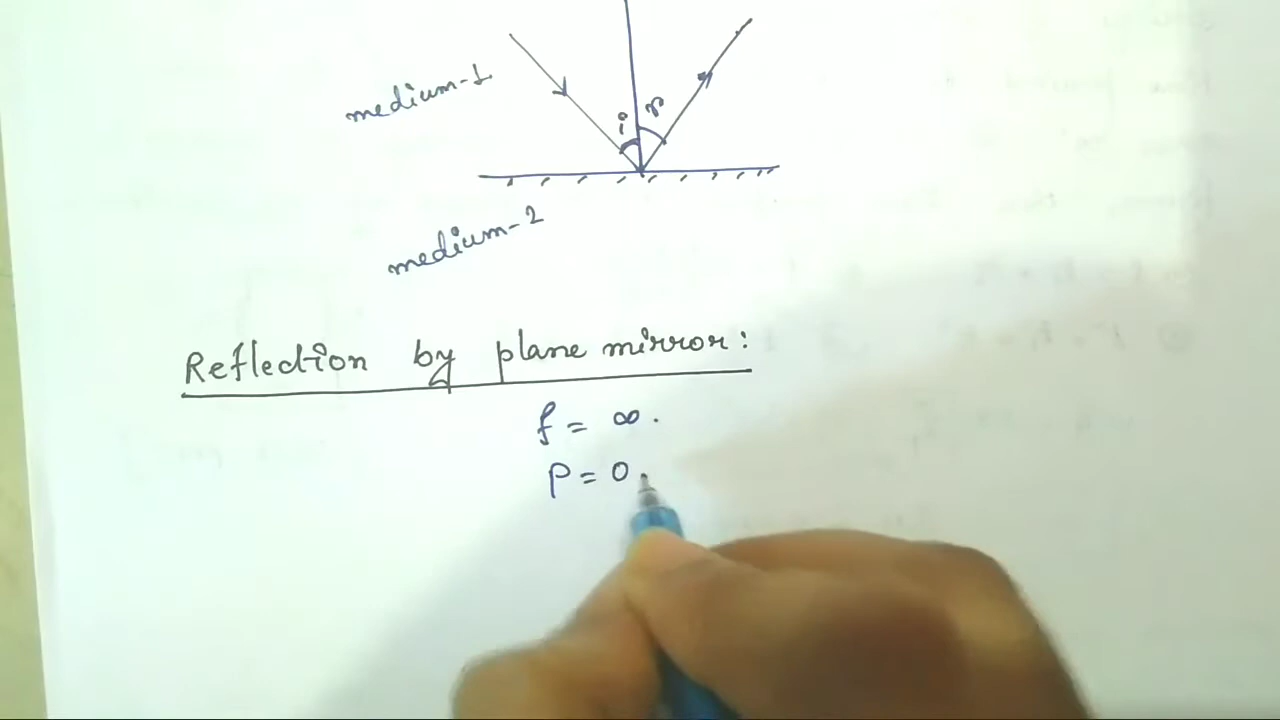 medium-1
i r
medium-2
Reflection by plane mirror:
f = ∞.
P = 0